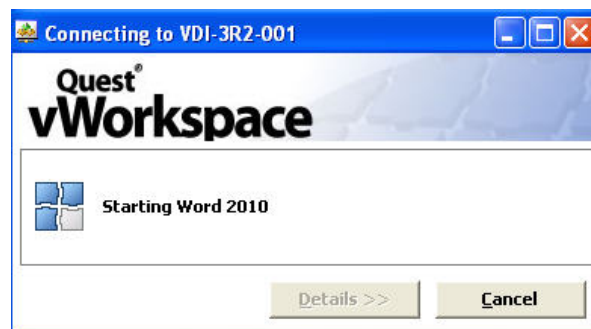 Connecting to VDI-3R2-001
Quest®
vWorkspace
Starting Word 2010
Details >>
Cancel